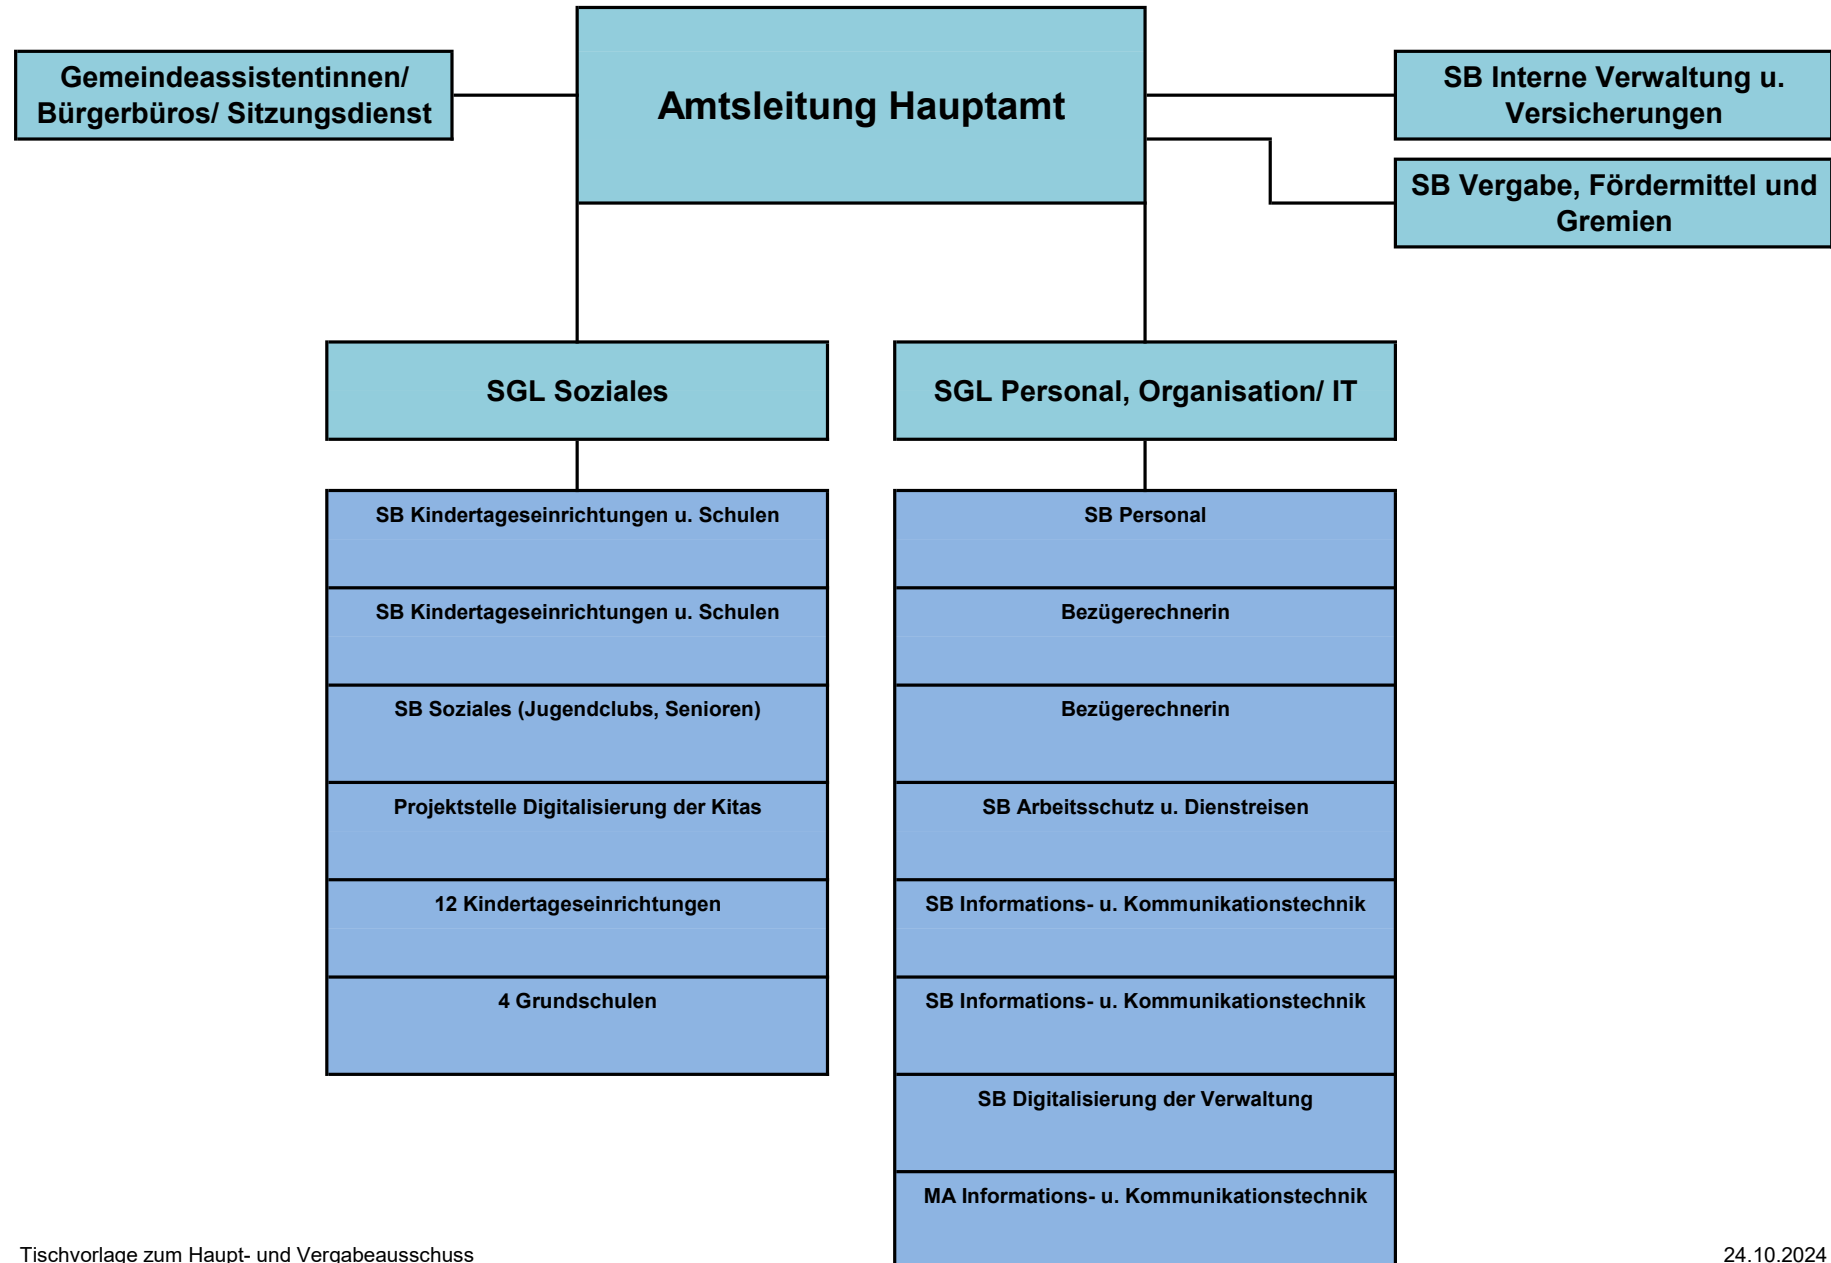 Gemeindeassistentinnen/
Bürgerbüros/ Sitzungsdienst
Amtsleitung Hauptamt
SB Interne Verwaltung u.
Versicherungen
SB Vergabe, Fördermittel und
Gremien
SGL Soziales
SGL Personal, Organisation/ IT
SB Kindertageseinrichtungen u. Schulen
SB Kindertageseinrichtungen u. Schulen
SB Soziales (Jugendclubs, Senioren)
Projektstelle Digitalisierung der Kitas
12 Kindertageseinrichtungen
4 Grundschulen
SB Personal
Bezügerechnerin
Bezügerechnerin
SB Arbeitsschutz u. Dienstreisen
SB Informations- u. Kommunikationstechnik
SB Informations- u. Kommunikationstechnik
SB Digitalisierung der Verwaltung
MA Informations- u. Kommunikationstechnik
Tischvorlage zum Haupt- und Vergabeausschuss
24.10.2024